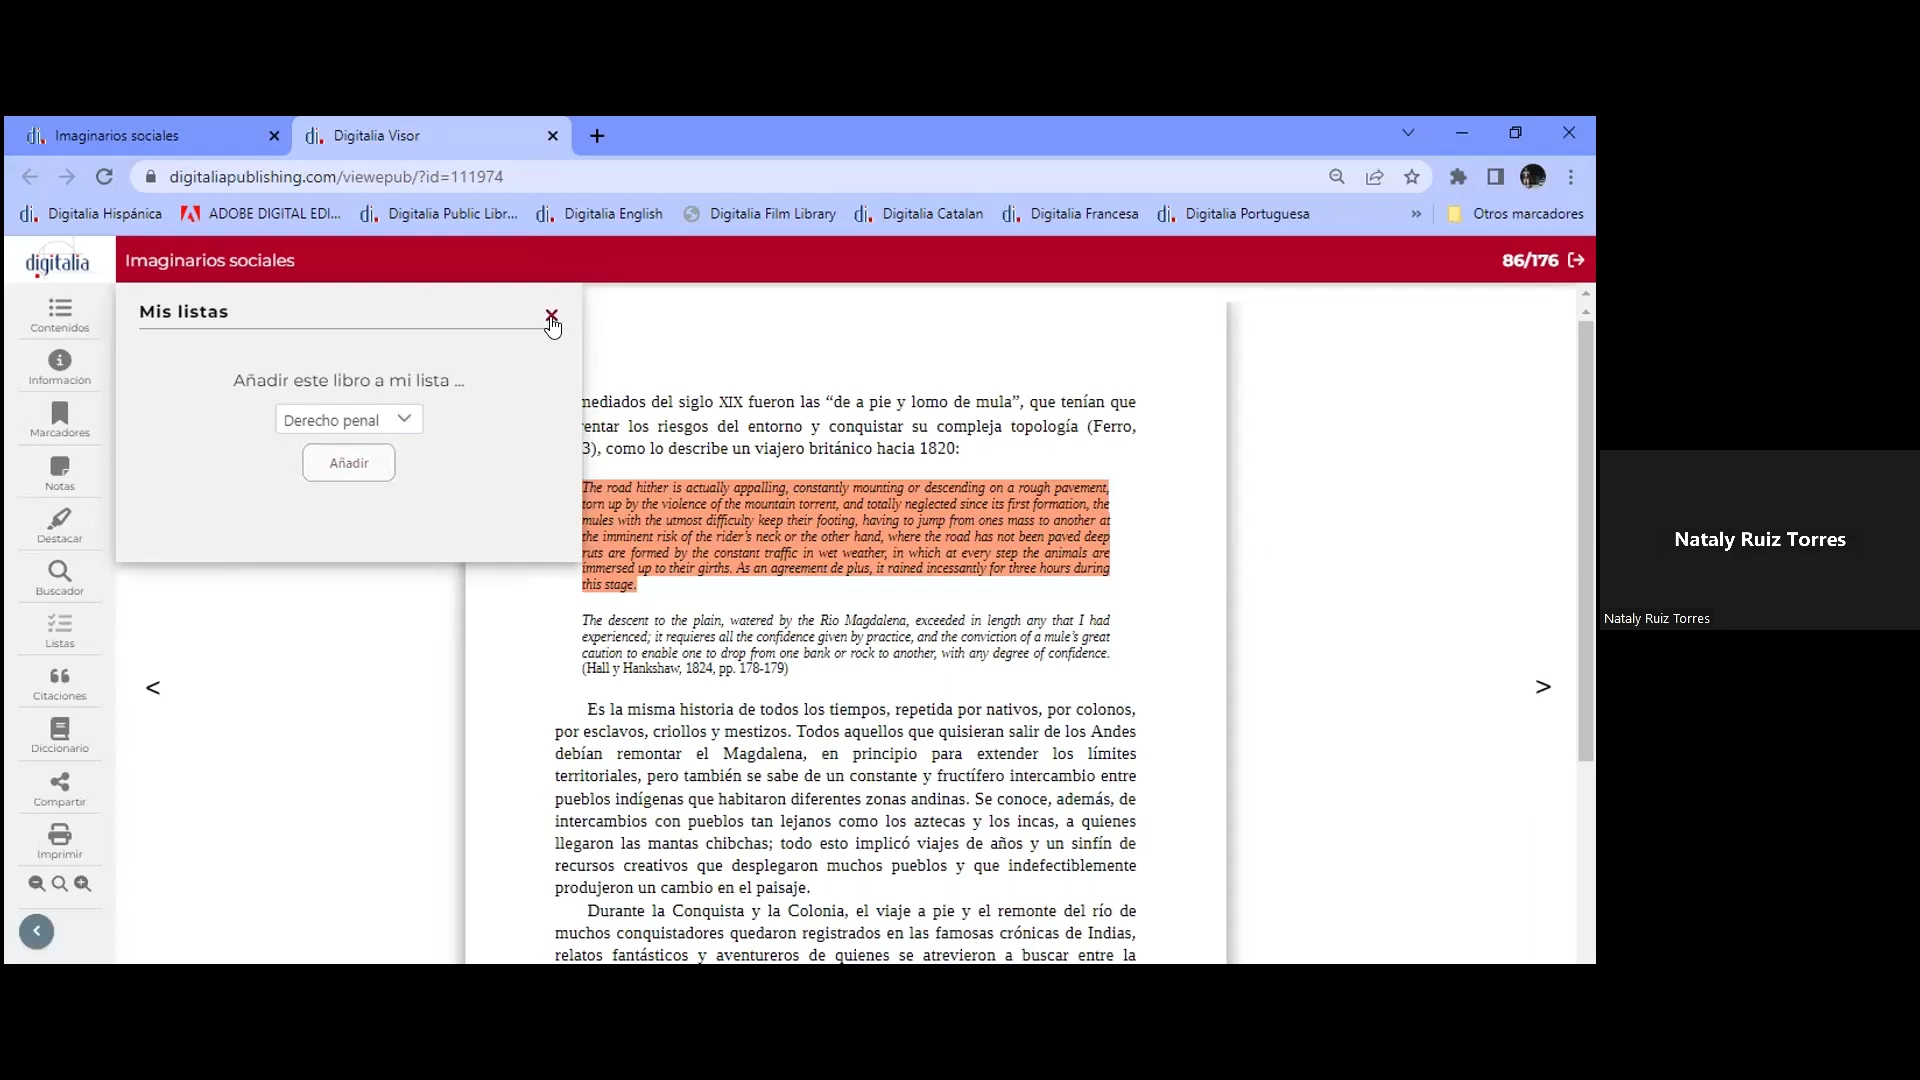 Imaginarios sociales
Digitalia Visor
digitaliapublishing.com/viewepub/?id=111974
Digitalia Hispánica
ADOBE DIGITAL EDI...
Digitalia Public Libr...
Digitalia English
Digitalia Film Library
Digitalia Catalan
Digitalia Francesa
Digitalia Portuguesa
»
Otros marcadores
digitalia
Imaginarios sociales
86/176
Contenidos
Información
Marcadores
Notas
Destacar
Buscador
Listas
Citaciones
Diccionario
Compartir
Imprimir
Mis listas
Añadir este libro a mi lista ...
Derecho penal
Añadir
mediados del siglo XIX fueron las “de a pie y lomo de mula”, que tenían que
entar los riesgos del entorno y conquistar su compleja topología (Ferro,
3), como lo describe un viajero británico hacia 1820:
The road hither is actually appalling, constantly mounting or descending on a rough pavement,
torn up by the violence of the mountain torrent, and totally neglected since its first formation, the
mules with the utmost difficulty keep their footing, having to jump from ones mass to another at
the imminent risk of the rider's neck or the other hand, where the road has not been paved deep
ruts are formed by the constant traffic in wet weather, in which at every step the animals are
immersed up to their girths. As an agreement de plus, it rained incessantly for three hours during
this stage.
The descent to the plain, watered by the Rio Magdalena, exceeded in length any that I had
experienced; it requieres all the confidence given by practice, and the conviction of a mule's great
caution to enable one to drop from one bank or rock to another, with any degree of confidence.
(Hall y Hankshaw, 1824, pp. 178-179)
Es la misma historia de todos los tiempos, repetida por nativos, por colonos,
por esclavos, criollos y mestizos. Todos aquellos que quisieran salir de los Andes
debían remontar el Magdalena, en principio para extender los límites
territoriales, pero también se sabe de un constante y fructífero intercambio entre
pueblos indígenas que habitaron diferentes zonas andinas. Se conoce, además, de
intercambios con pueblos tan lejanos como los aztecas y los incas, a quienes
llegaron las mantas chibchas; todo esto implicó viajes de años y un sinfín de
recursos creativos que desplegaron muchos pueblos y que indefectiblemente
produjeron un cambio en el paisaje.
Durante la Conquista y la Colonia, el viaje a pie y el remonte del río de
muchos conquistadores quedaron registrados en las famosas crónicas de Indias,
relatos fantásticos y aventureros de quienes se atrevieron a buscar entre la
<
>
Nataly Ruiz Torres
Nataly Ruiz Torres